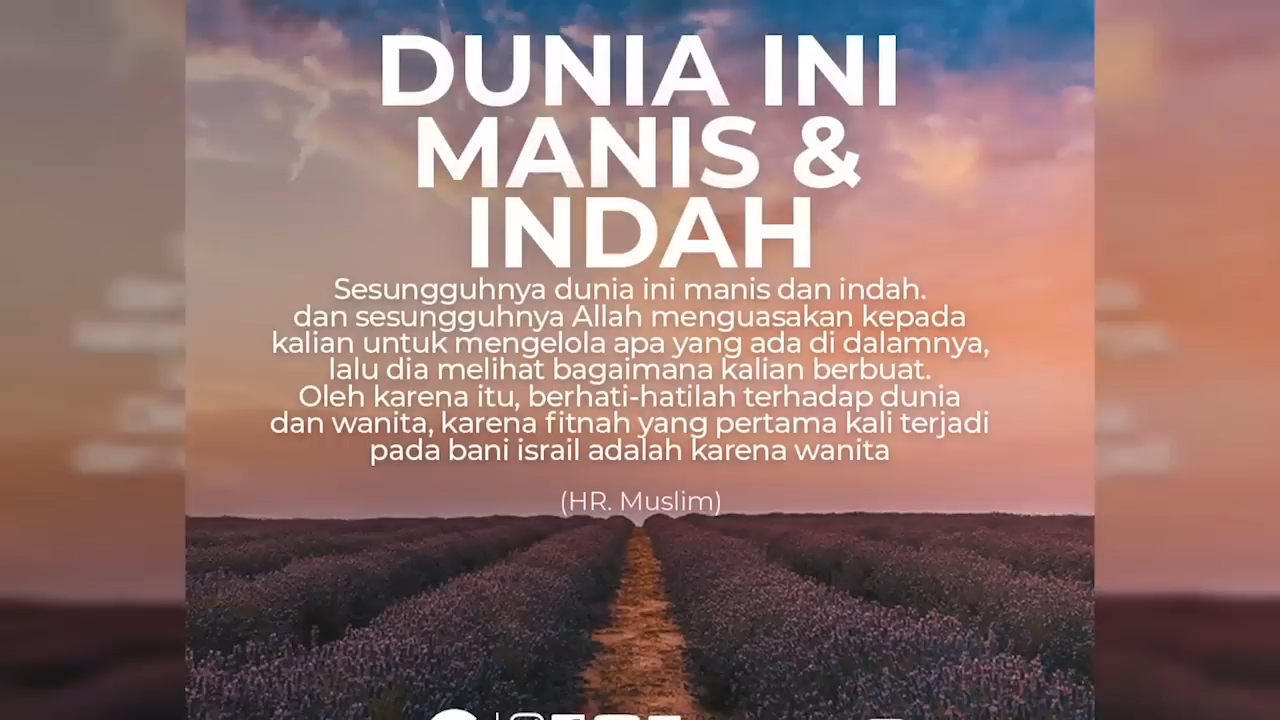 DUNIA INI
MANIS &
INDAH
Sesungguhnya dunia ini manis dan indah.
dan sesungguhnya Allah menguasakan kepada
kalian untuk mengelola apa yang ada di dalamnya,
lalu dia melihat bagaimana kalian berbuat.
Oleh karena itu, berhati-hatilah terhadap dunia
dan wanita, karena fitnah yang pertama kali terjadi
pada bani israil adalah karena wanita
(HR. Muslim)